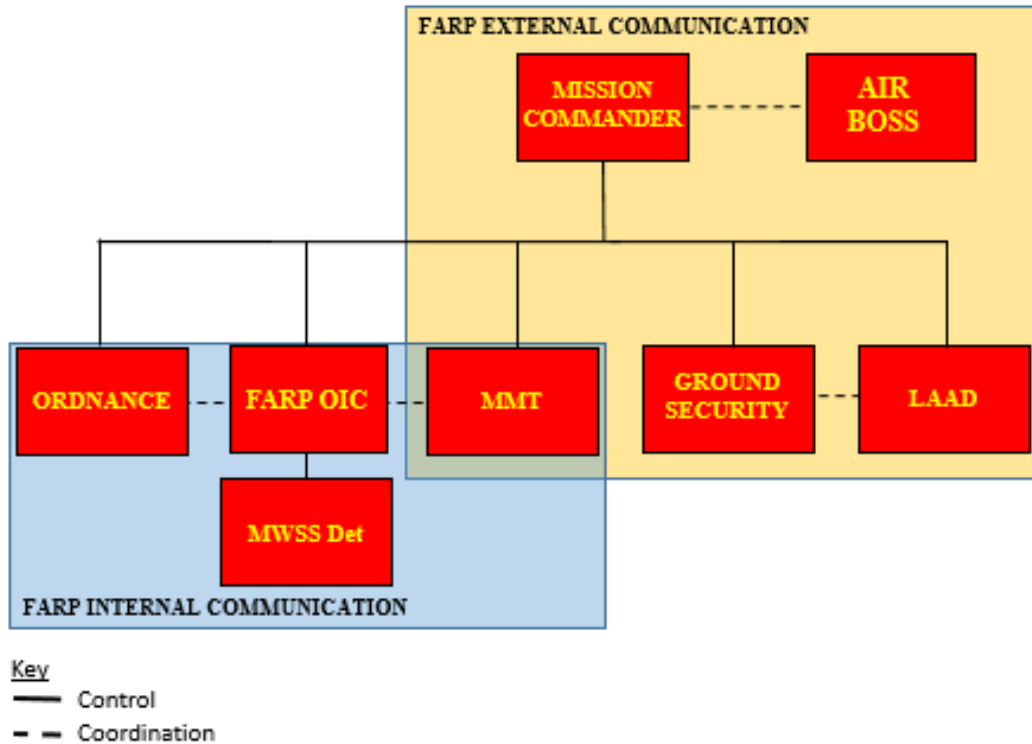 FARP EXTERNAL COMMUNICATION
MISSION
COMMANDER
AIR
BOSS
ORDNANCE
FARP OIC
MMT
GROUND
SECURITY
LAAD
MWSS Det
FARP INTERNAL COMMUNICATION
Key
Control
Coordination